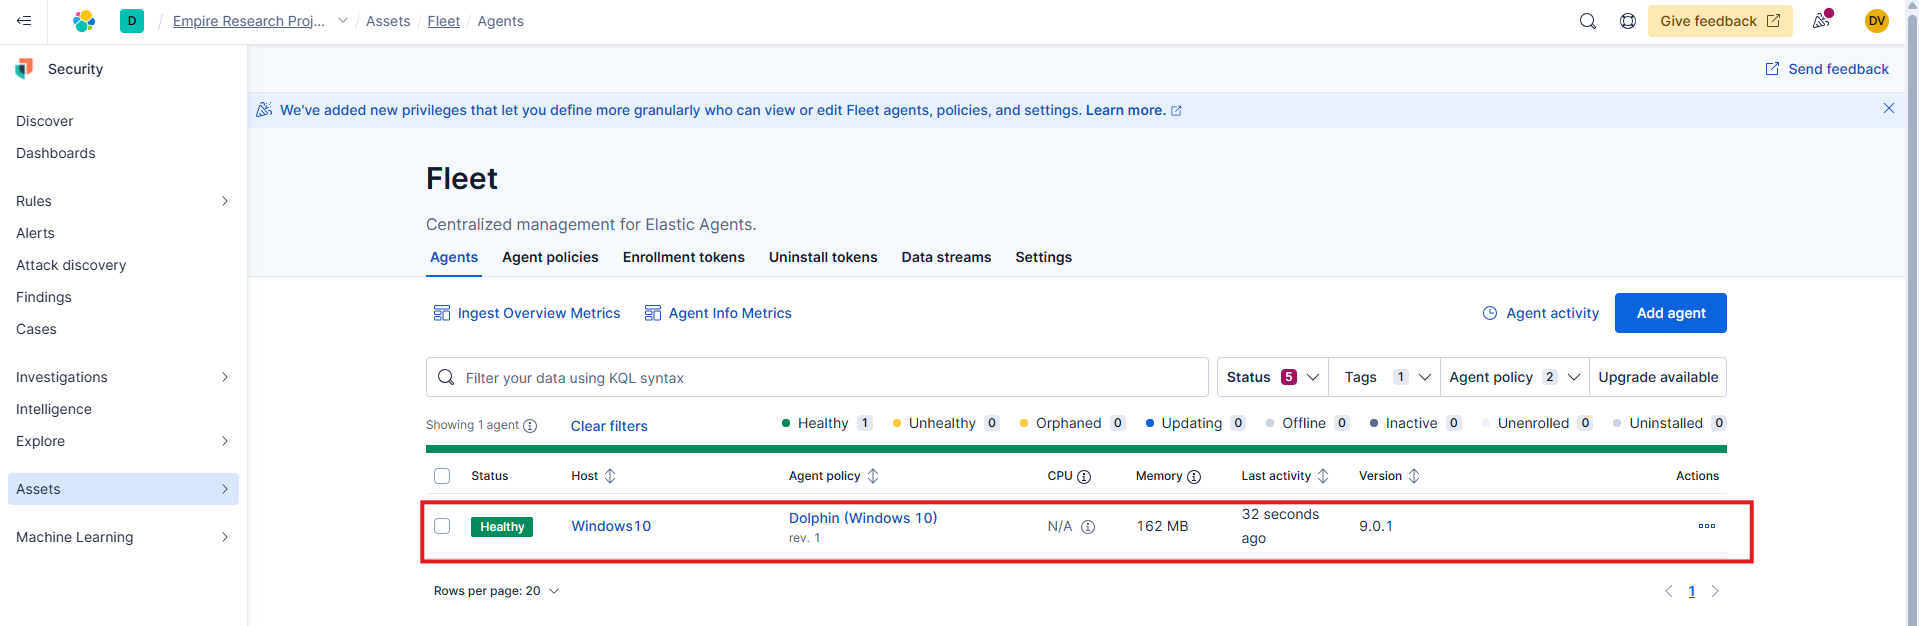 D / Empire Research Proj... / Assets / Fleet / Agents
Give feedback
DV
Security
Send feedback
We've added new privileges that let you define more granularly who can view or edit Fleet agents, policies, and settings. Learn more.
Discover
Dashboards
Rules
Alerts
Attack discovery
Findings
Cases
Investigations
Intelligence
Explore
Assets
Machine Learning
Fleet
Centralized management for Elastic Agents.
Agents Agent policies Enrollment tokens Uninstall tokens Data streams Settings
Ingest Overview Metrics Agent Info Metrics Agent activity Add agent
Filter your data using KQL syntax Status 5 Tags 1 Agent policy 2 Upgrade available
Showing 1 agent Clear filters Healthy 1 Unhealthy 0 Orphaned 0 Updating 0 Offline 0 Inactive 0 Unenrolled 0 Uninstalled 0
Status Host Agent policy CPU Memory Last activity Version Actions
Healthy Windows10 Dolphin (Windows 10) N/A 162 MB 32 seconds 9.0.1
rev. 1 ago
Rows per page: 20 1